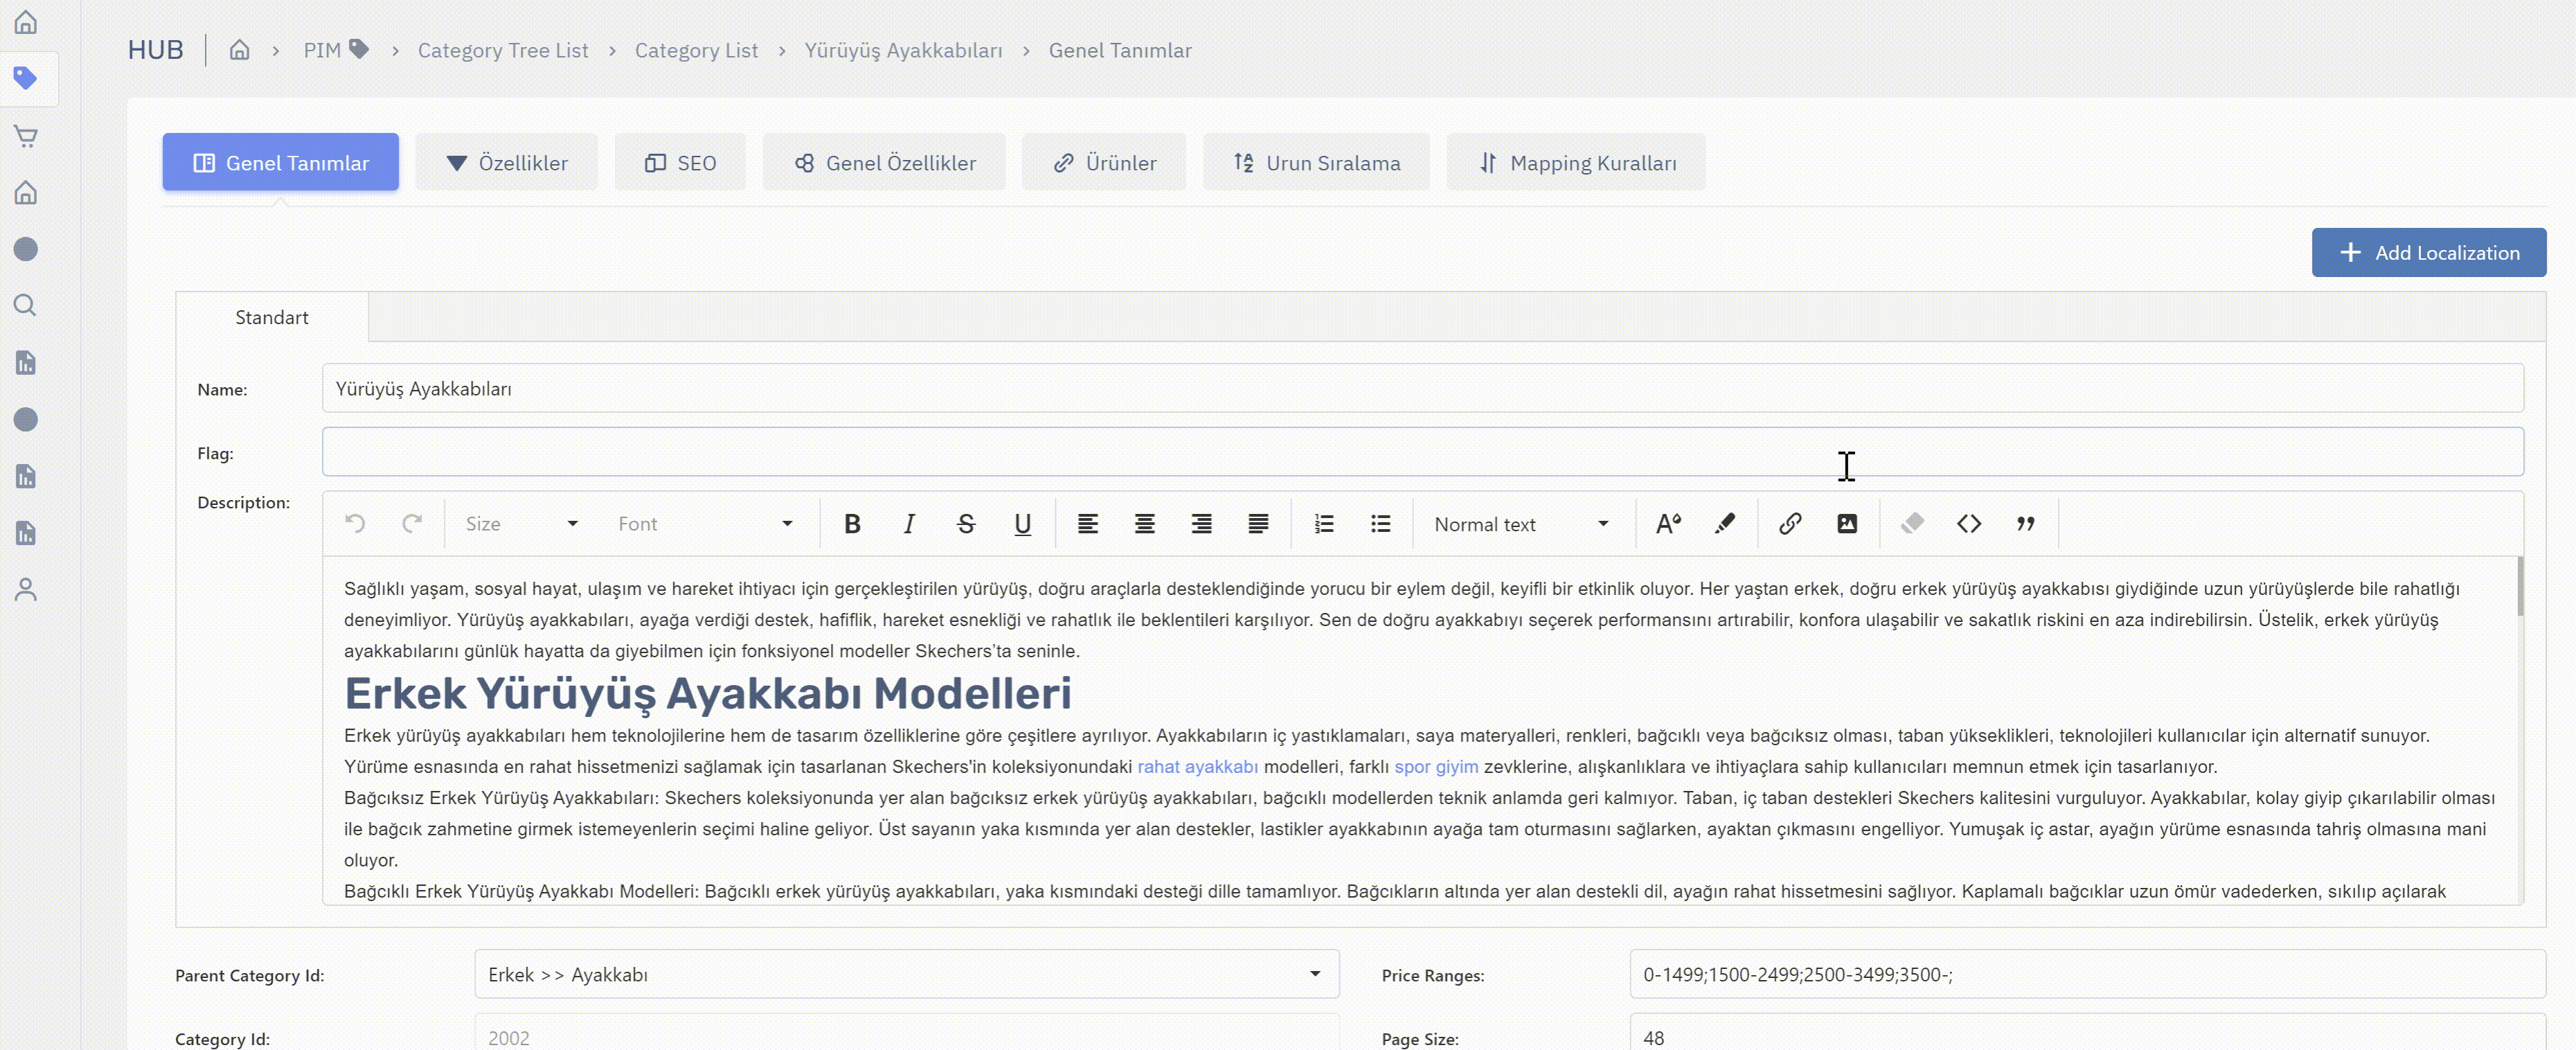 HUB PIM > Category Tree List > Category List > Yürüyüş Ayakkabıları > Genel Tanımlar
Genel Tanımlar Özellikler SEO Genel Özellikler Ürünler Urun Sıralama Mapping Kuralları
Add Localization
Standart
Name: Yürüyüş Ayakkabıları
Flag:
Description: Size Font B I S U Normal text
Sağlıklı yaşam, sosyal hayat, ulaşım ve hareket ihtiyacı için gerçekleştirilen yürüyüş, doğru araçlarla desteklendiğinde yorucu bir eylem değil, keyifli bir etkinlik oluyor. Her yaştan erkek, doğru erkek yürüyüş ayakkabısı giydiğinde uzun yürüyüşlerde bile rahatlığı
deneyimliyor. Yürüyüş ayakkabıları, ayağa verdiği destek, hafiflik, hareket esnekliği ve rahatlık ile beklentileri karşılıyor. Sen de doğru ayakkabıyı seçerek performansını artırabilir, konfora ulaşabilir ve sakatlık riskini en aza indirebilirsin. Üstelik, erkek yürüyüş
ayakkabılarını günlük hayatta da giyebilmen için fonksiyonel modeller Skechers'ta seninle.
Erkek Yürüyüş Ayakkabı Modelleri
Erkek yürüyüş ayakkabıları hem teknolojilerine hem de tasarım özelliklerine göre çeşitlere ayrılıyor. Ayakkabıların iç yastıklamaları, saya materyalleri, renkleri, bağcıklı veya bağcıksız olması, taban yükseklikleri, teknolojileri kullanıcılar için alternatif sunuyor.
Yürüme esnasında en rahat hissetmenizi sağlamak için tasarlanan Skechers'in koleksiyonundaki rahat ayakkabı modelleri, farklı spor giyim zevklerine, alışkanlıklara ve ihtiyaçlara sahip kullanıcıları memnun etmek için tasarlanıyor.
Bağcıksız Erkek Yürüyüş Ayakkabıları: Skechers koleksiyonunda yer alan bağcıksız erkek yürüyüş ayakkabıları, bağcıklı modellerden teknik anlamda geri kalmıyor. Taban, iç taban destekleri Skechers kalitesini vurguluyor. Ayakkabılar, kolay giyip çıkarılabilir olması
ile bağcık zahmetine girmek istemeyenlerin seçimi haline geliyor. Üst sayanın yaka kısmında yer alan destekler, lastikler ayakkabının ayağa tam oturmasını sağlarken, ayaktan çıkmasını engelliyor. Yumuşak iç astar, ayağın yürüme esnasında tahriş olmasına mani
oluyor.
Bağcıklı Erkek Yürüyüş Ayakkabı Modelleri: Bağcıklı erkek yürüyüş ayakkabıları, yaka kısmındaki desteği dille tamamlıyor. Bağcıkların altında yer alan destekli dil, ayağın rahat hissetmesini sağlıyor. Kaplamalı bağcıklar uzun ömür vadederken, sıkılıp açılarak
Parent Category Id: Erkek >> Ayakkabı Price Ranges: 0-1499;1500-2499;2500-3499;3500-;
Category Id: 2002 Page Size: 48